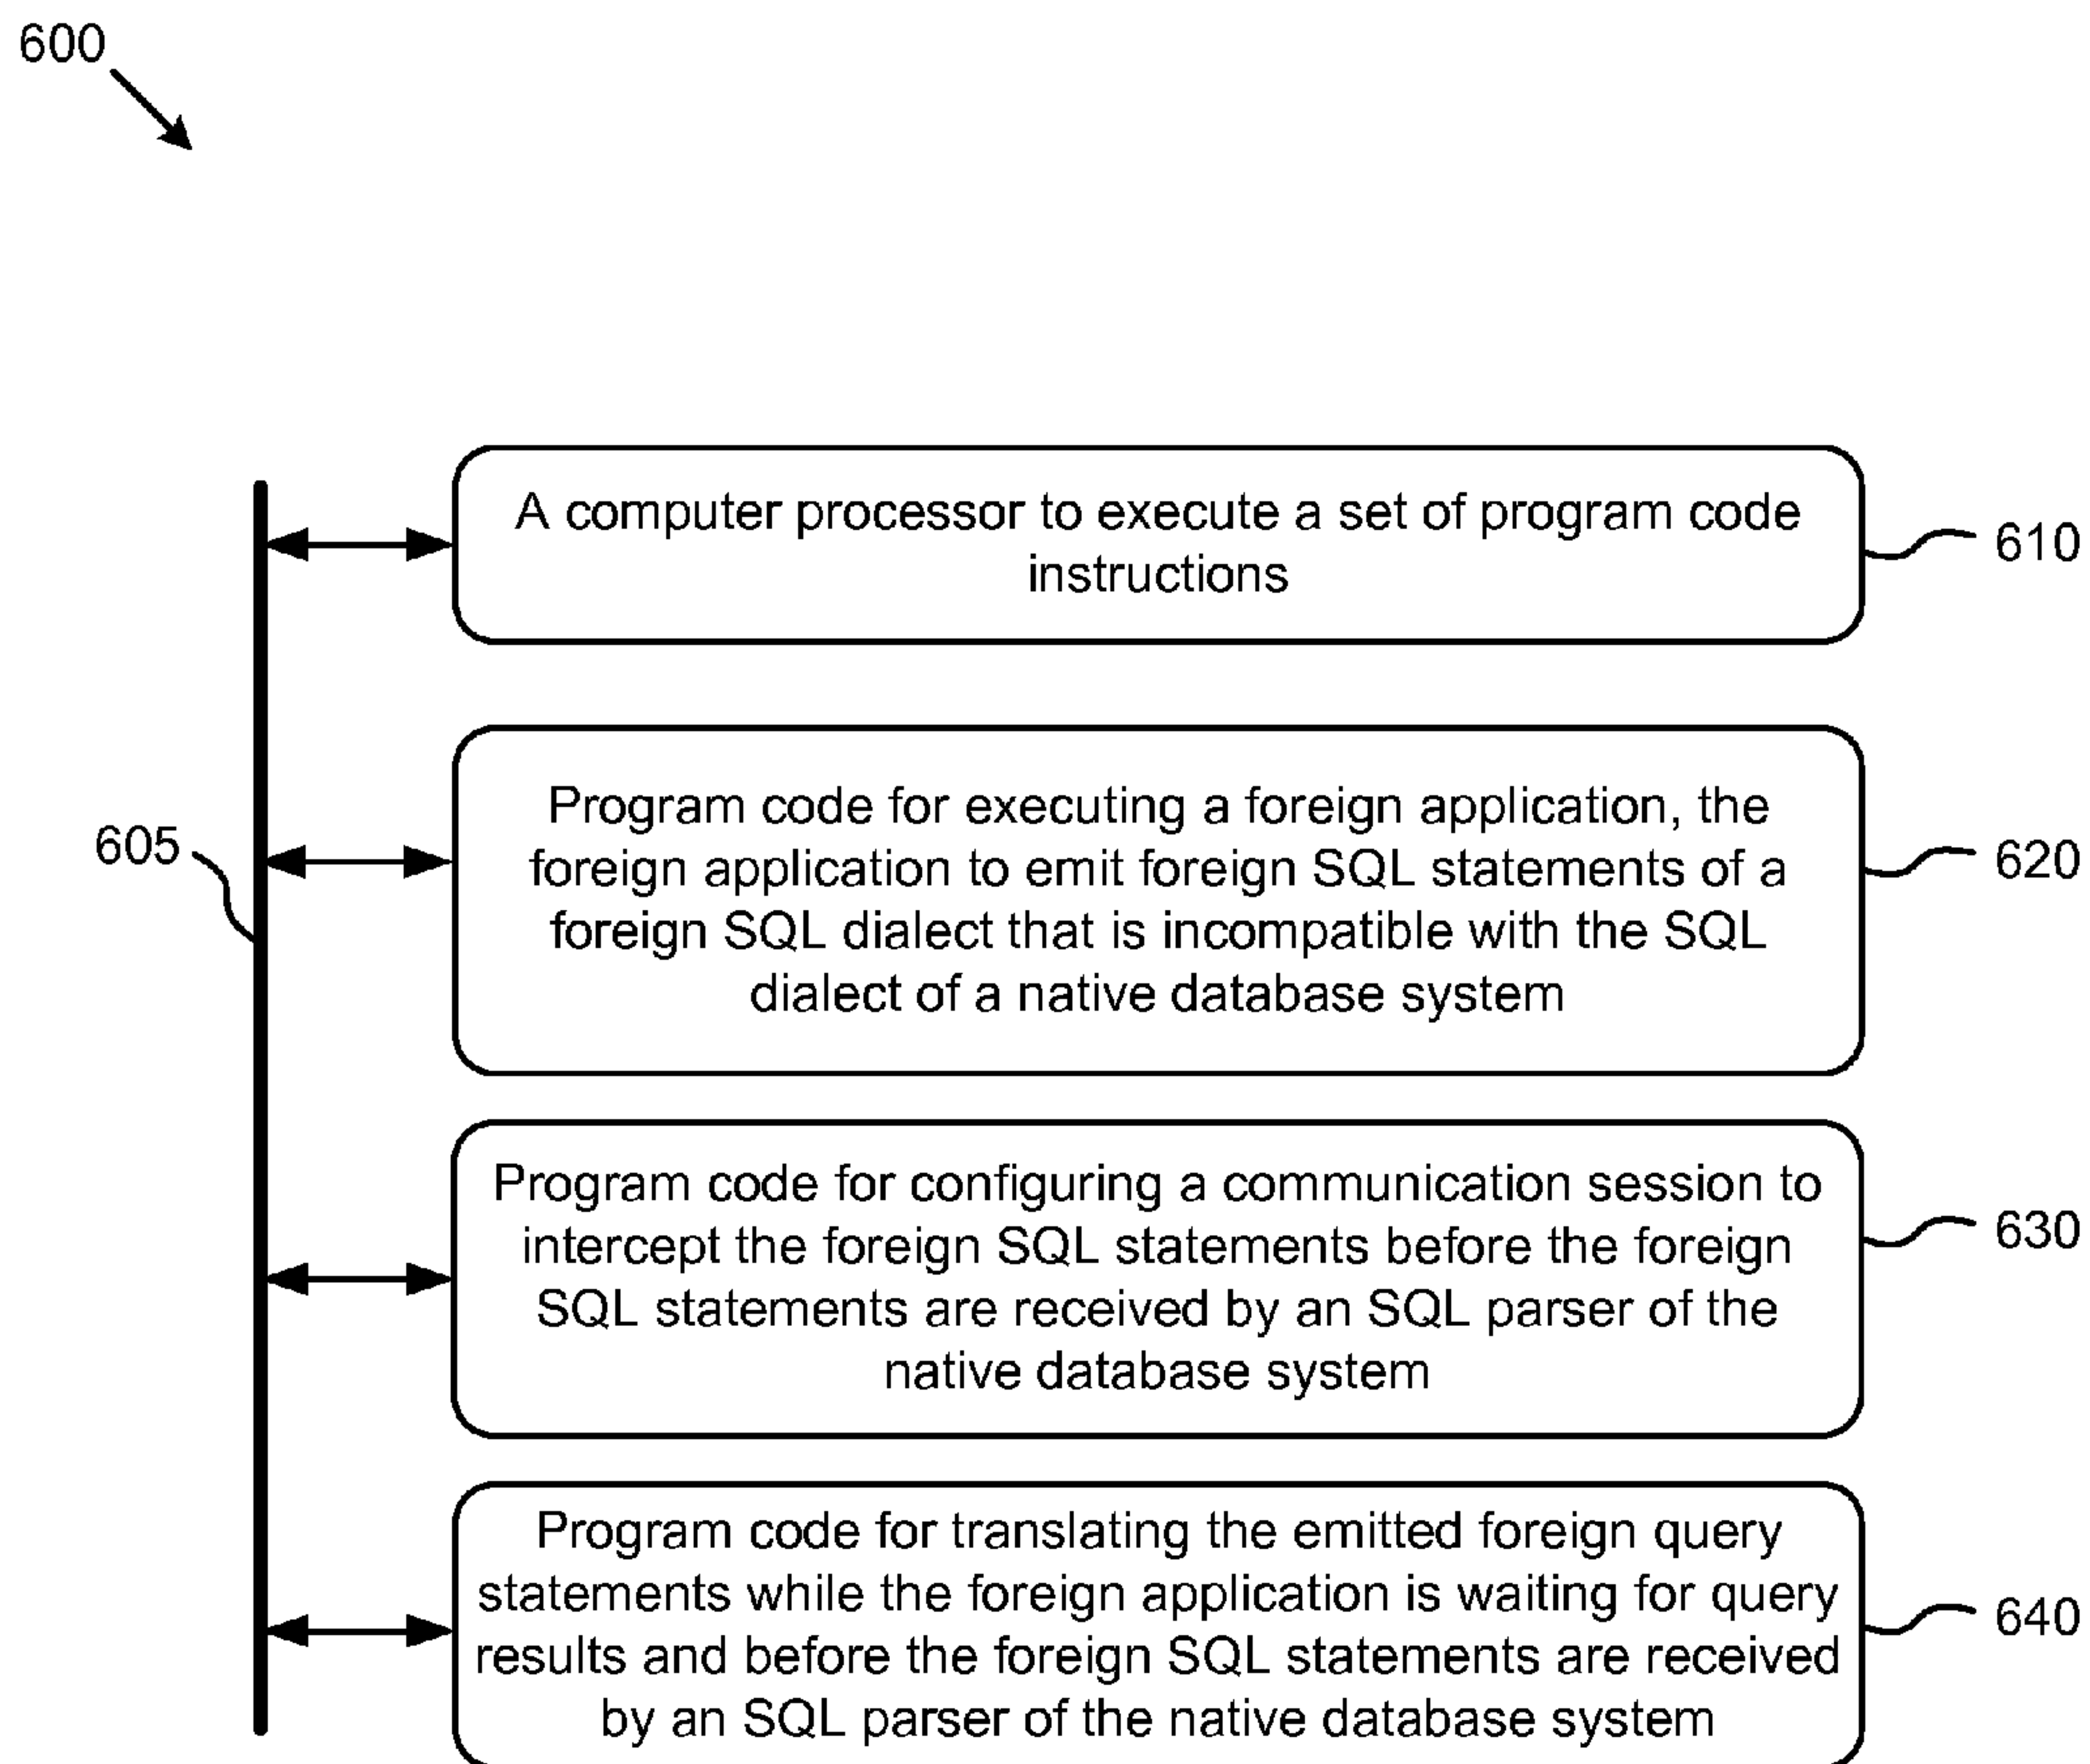 600
A computer processor to execute a set of program code
instructions
610
Program code for executing a foreign application, the
foreign application to emit foreign SQL statements of a
foreign SQL dialect that is incompatible with the SQL
dialect of a native database system
605
620
Program code for configuring a communication session to
intercept the foreign SQL statements before the foreign
SQL statements are received by an SQL parser of the
native database system
630
Program code for translating the emitted foreign query
statements while the foreign application is waiting for query
results and before the foreign SQL statements are received
by an SQL parser of the native database system
640